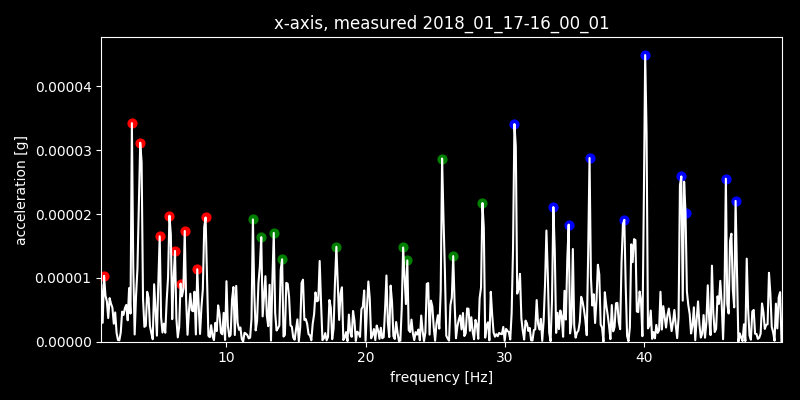 x-axis, measured 2018_01_17-16_00_01
0.00004
0.00003
0.00002
0.00001
0.00000
acceleration [g]
10 20 30 40
frequency [Hz]